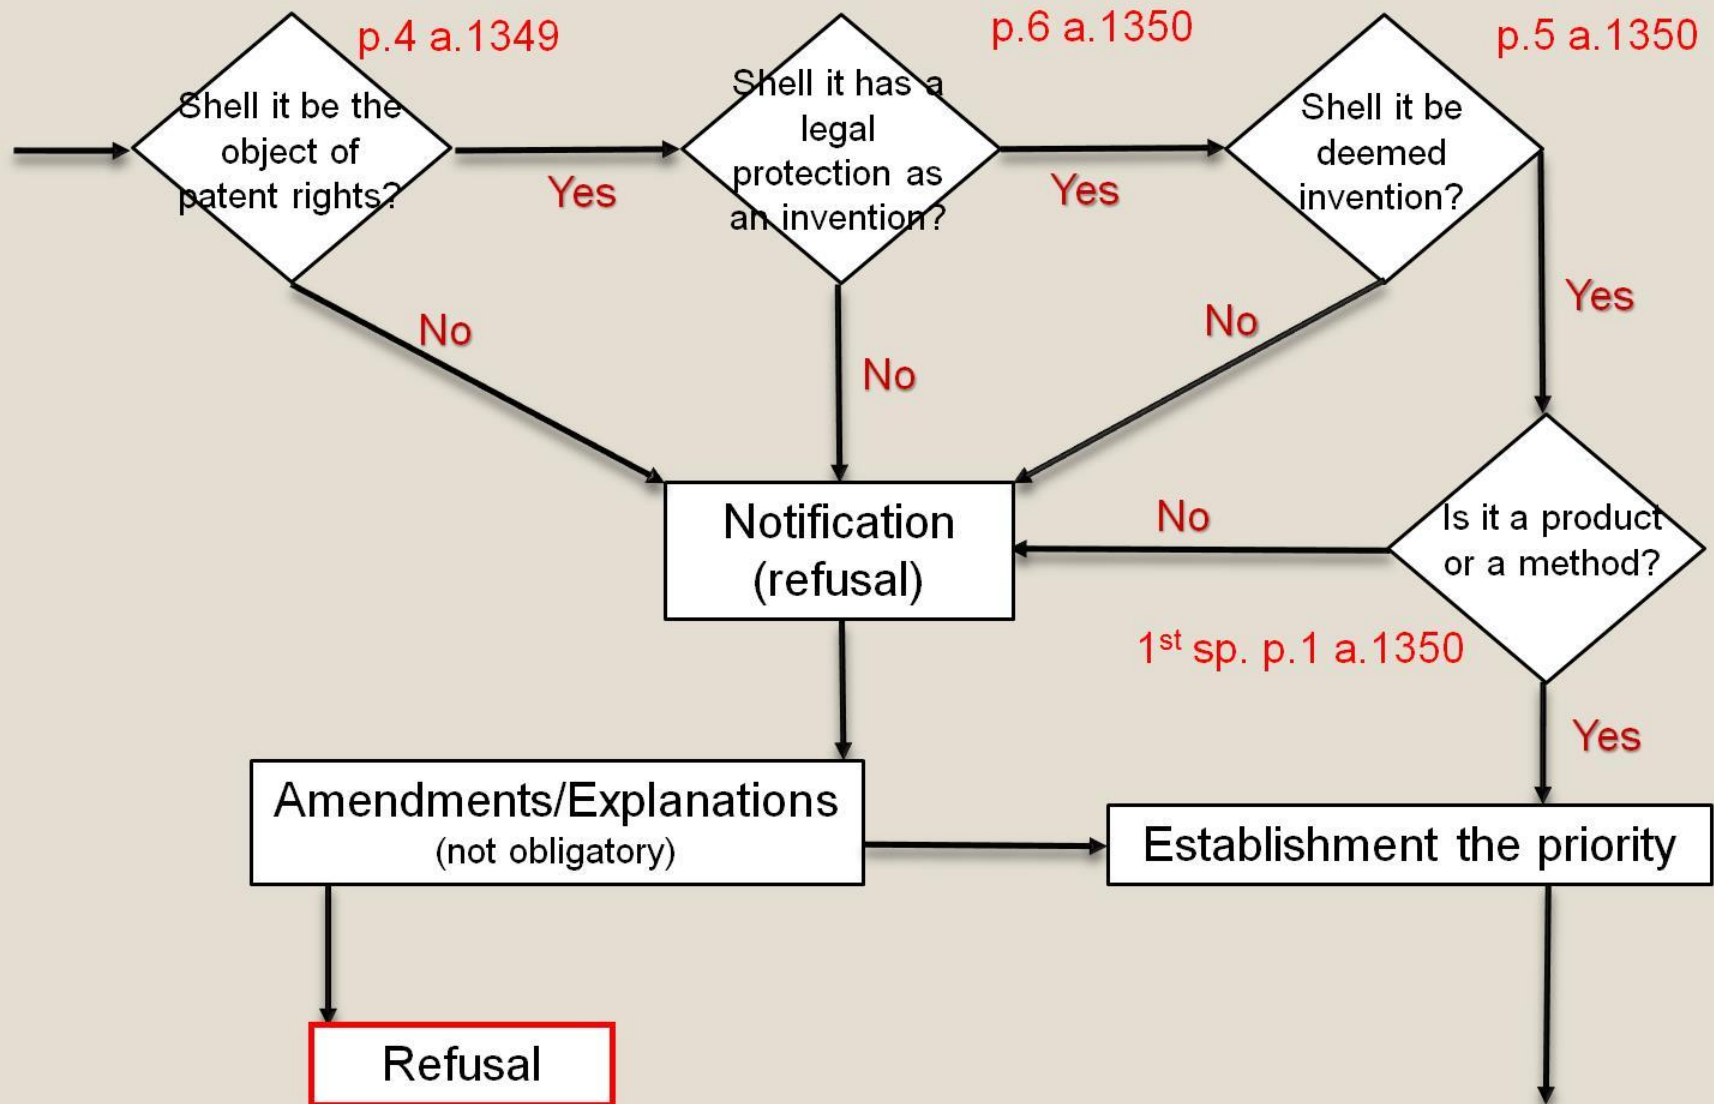 p.4 a.1349
p.6 a.1350
p.5 a.1350
Shell it be the
object of
patent rights?
Yes
Shell it has a
legal
protection as
an invention?
Yes
Shell it be
deemed
invention?
Yes
No
No
No
Notification
(refusal)
No
Is it a product
or a method?
1st sp. p.1 a.1350
Yes
Amendments/Explanations
(not obligatory)
Establishment the priority
Refusal